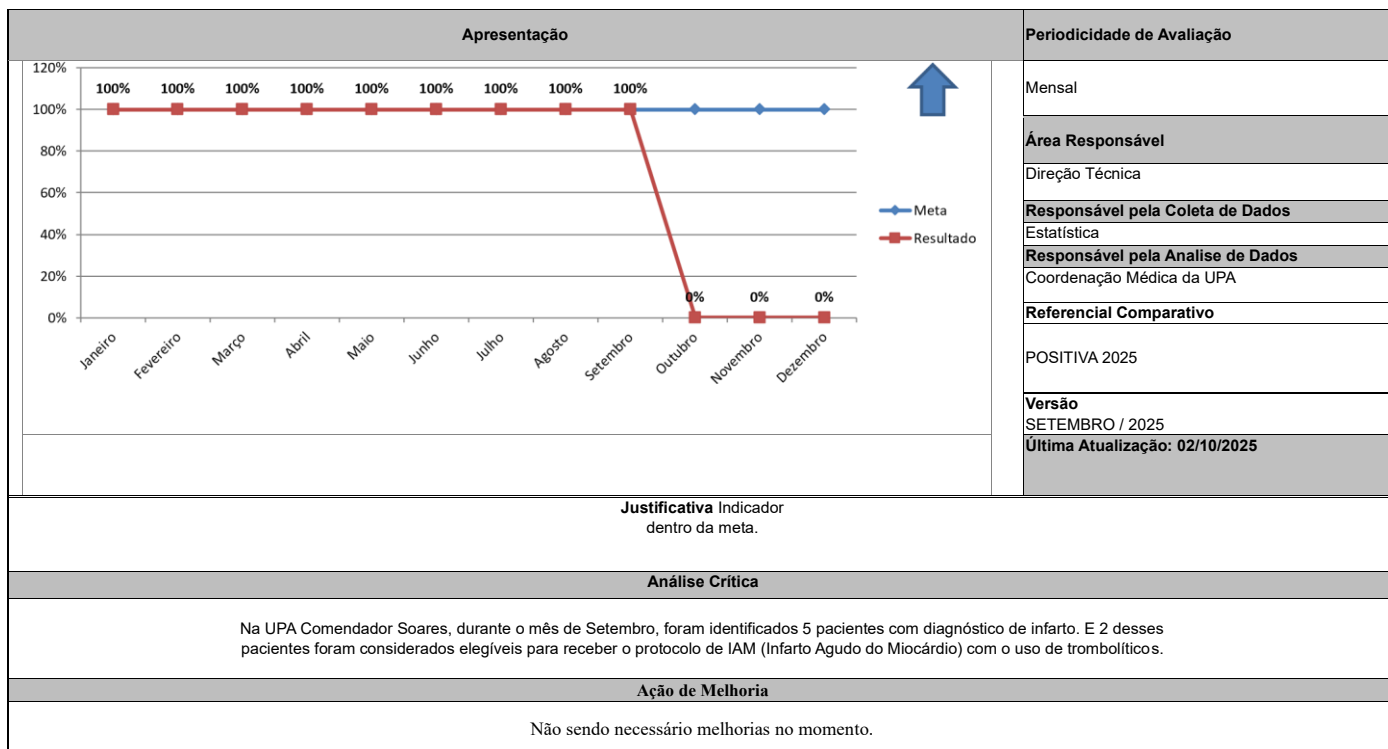 Apresentação
120%
100%
80%
60%
40%
20%
0%
100% 100% 100% 100% 100% 100% 100% 100% 100%
0% 0% 0%
Janeiro
Fevereiro
Março
Abril
Maio
Junho
Julho
Agosto
Setembro
Outubro
Novembro
Dezembro
Meta
Resultado
Periodicidade de Avaliação
Mensal
Área Responsável
Direção Técnica
Responsável pela Coleta de Dados
Estatística
Responsável pela Analise de Dados
Coordenação Médica da UPA
Referencial Comparativo
POSITIVA 2025
Versão
SETEMBRO / 2025
Última Atualização: 02/10/2025
Justificativa Indicador
dentro da meta.
Análise Crítica
Na UPA Comendador Soares, durante o mês de Setembro, foram identificados 5 pacientes com diagnóstico de infarto. E 2 desses
pacientes foram considerados elegíveis para receber o protocolo de IAM (Infarto Agudo do Miocárdio) com o uso de trombolíticos.
Ação de Melhoria
Não sendo necessário melhorias no momento.